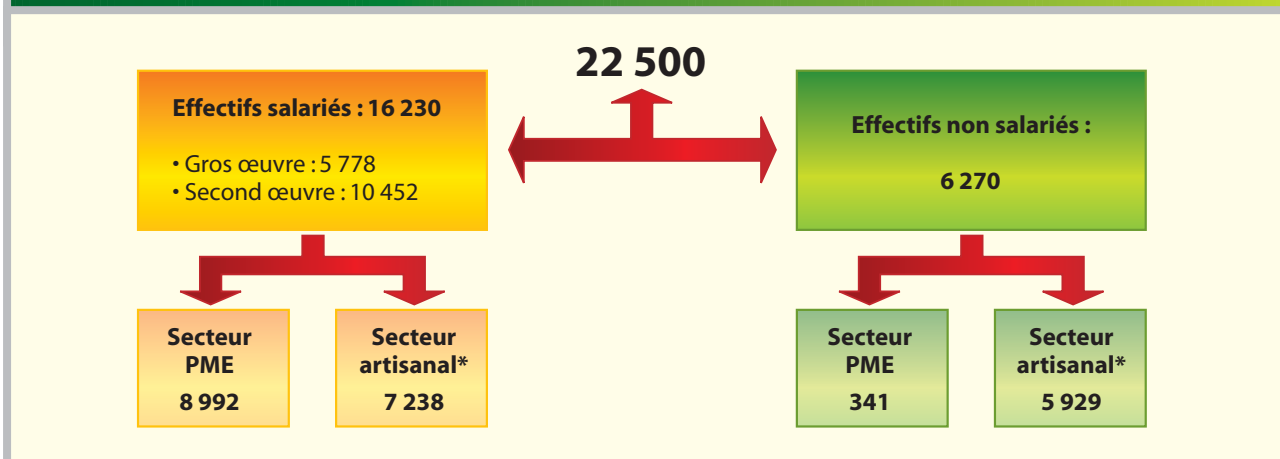 22 500
Effectifs salariés : 16 230
• Gros œuvre : 5 778
• Second œuvre : 10 452
Effectifs non salariés :
6 270
Secteur
PME
8 992
Secteur
artisanal*
7 238
Secteur
PME
341
Secteur
artisanal*
5 929